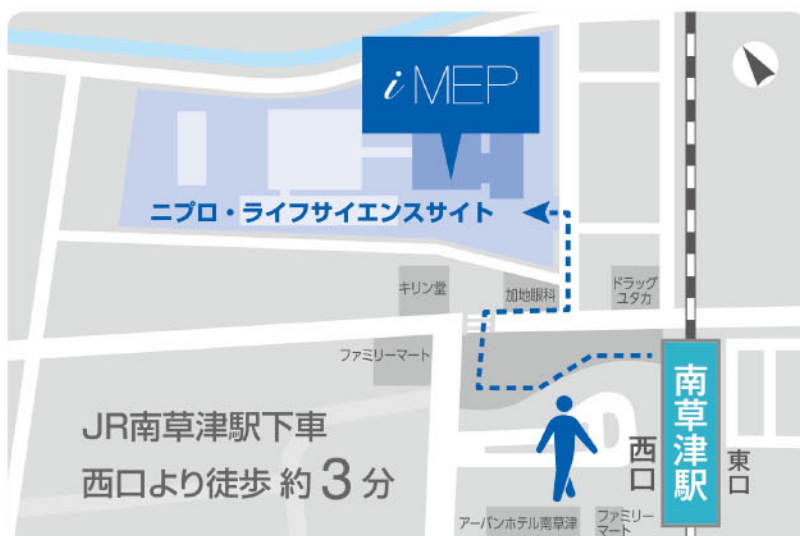 i MEP
ニプロ・ライフサイエンスサイト
キリン堂
加地眼科
ドラッグ
ユタカ
ファミリーマート
JR南草津駅下車
西口より徒歩 約 3 分
南草津駅
西口
東口
アーバンホテル南草津
ファミリー
マート